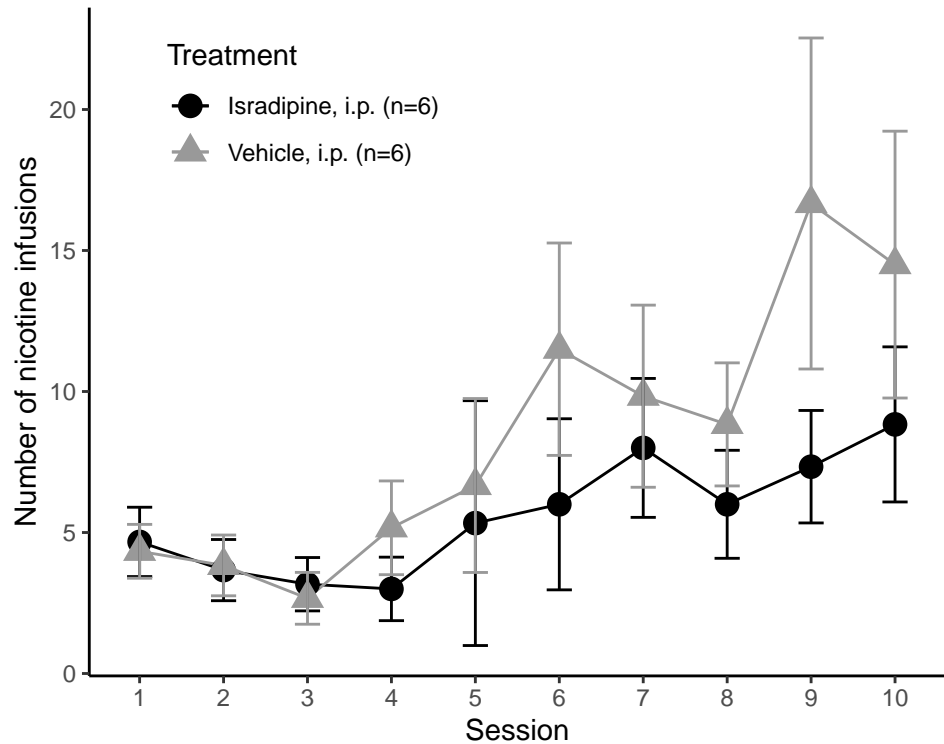 Treatment
Isradipine, i.p. (n=6)
Vehicle, i.p. (n=6)
Number of nicotine infusions
20
15
10
5
0
1 2 3 4 5 6 7 8 9 10
Session